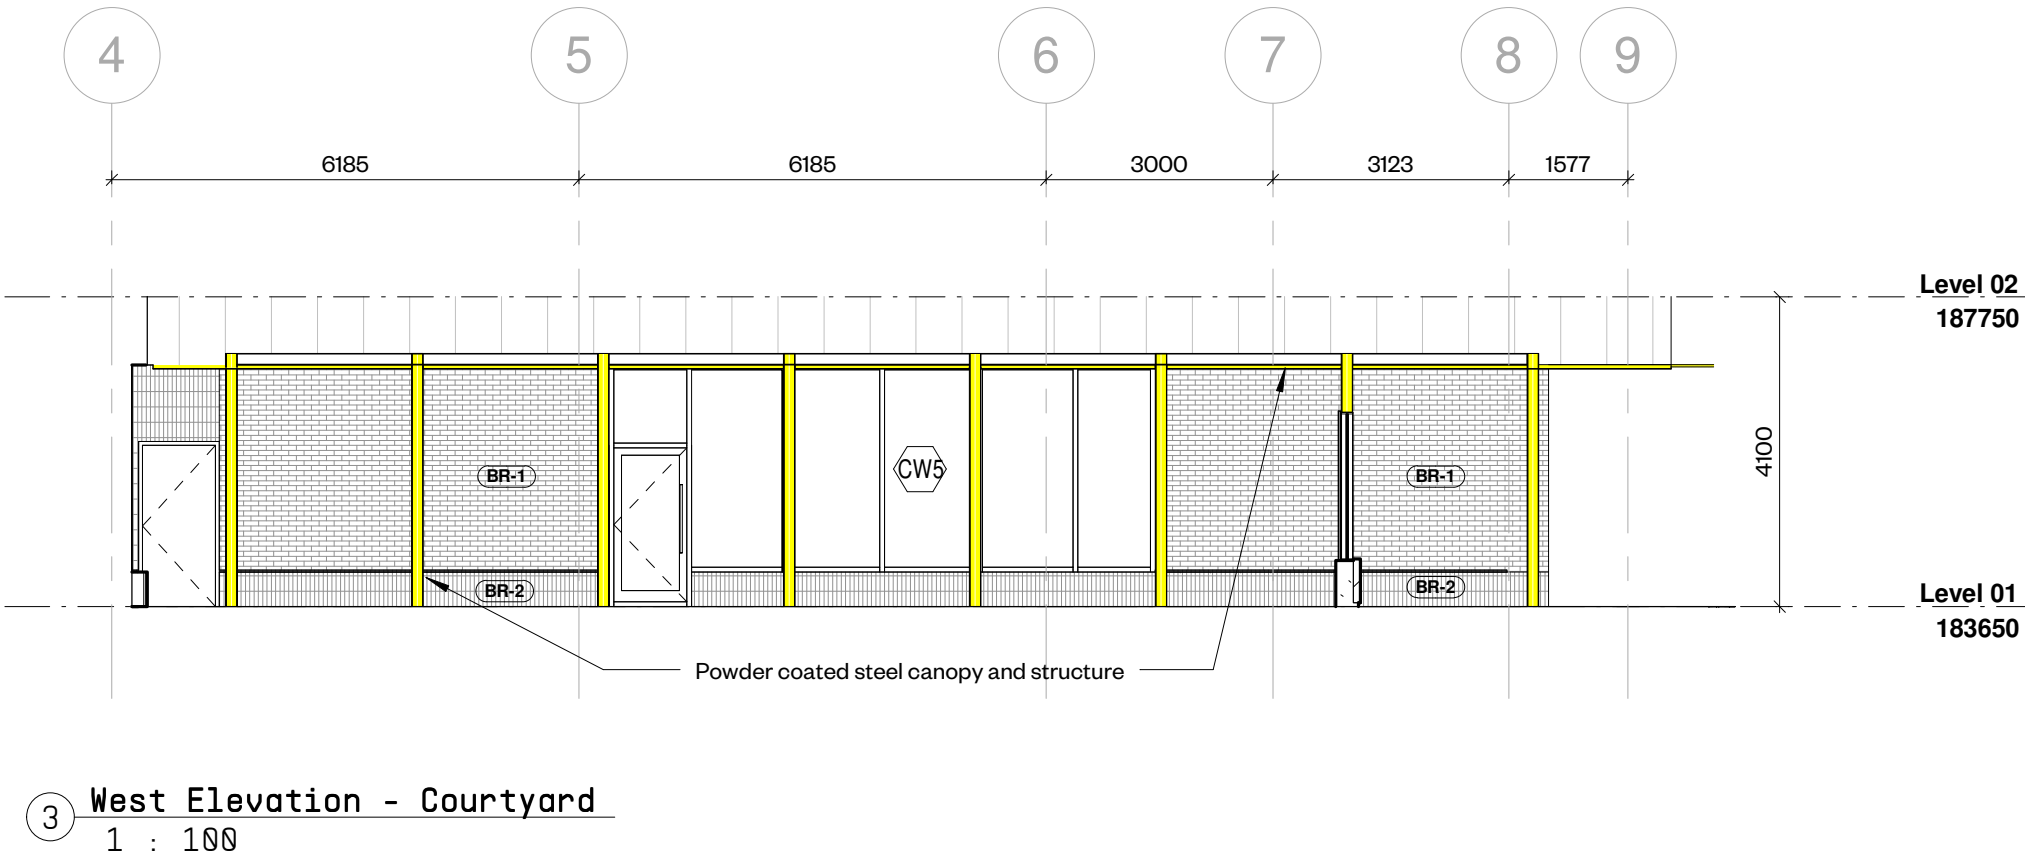 4 5 6 7 8 9
6185 6185 3000 3123 1577
Level 02
187750
4100
CW5
BR-1 BR-1
BR-2 BR-2
Level 01
183650
Powder coated steel canopy and structure
3 West Elevation - Courtyard
1 : 100